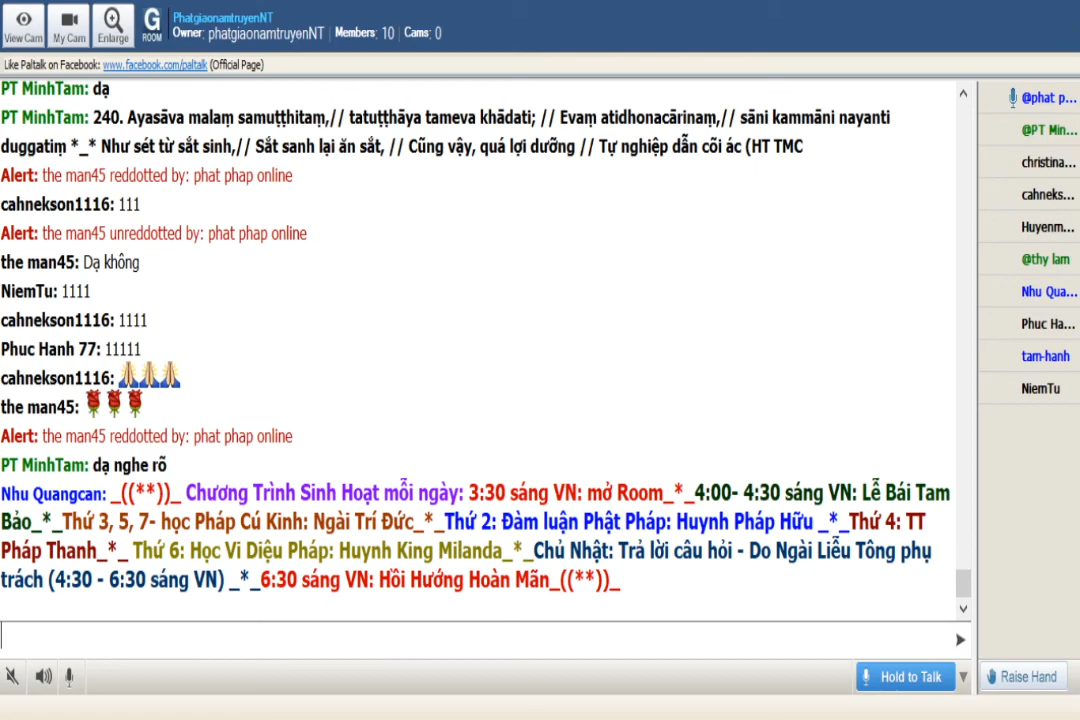 View Cam
My Cam
Enlarge
G
ROOM
PhatgiaonamtruyenNT
Owner: phatgiaonamtruyenNT | Members: 10 | Cams: 0
Like Paltalk on Facebook: www.facebook.com/paltalk (Official Page)
PT MinhTam: dạ
PT MinhTam: 240. Ayasāva malaṃ samuṭṭhitaṃ,// tatuṭṭhāya tameva khādati; // Evaṃ atidhonacārinaṃ,// sāni kammāni nayanti
duggatiṃ *_* Như sét từ sắt sinh,// Sắt sanh lại ăn sắt, // Cũng vậy, quá lợi dưỡng // Tự nghiệp dẫn cõi ác (HT TMC
Alert: the man45 reddotted by: phat phap online
cahnekson1116: 111
Alert: the man45 unreddotted by: phat phap online
the man45: Dạ không
NiemTu: 1111
cahnekson1116: 1111
Phuc Hanh 77: 11111
cahnekson1116:
the man45:
Alert: the man45 reddotted by: phat phap online
PT MinhTam: dạ nghe rõ
Nhu Quangcan: _((**))_ Chương Trình Sinh Hoạt mỗi ngày: 3:30 sáng VN: mở Room_*_4:00- 4:30 sáng VN: Lễ Bái Tam
Bảo_*_Thứ 3, 5, 7- học Pháp Cú Kinh: Ngài Trí Đức_*_Thứ 2: Đàm luận Phật Pháp: Huynh Pháp Hữu _*_Thứ 4: TT
Pháp Thanh_*_ Thứ 6: Học Vi Diệu Pháp: Huynh King Milanda_*_Chủ Nhật: Trả lời câu hỏi - Do Ngài Liễu Tông phụ
trách (4:30 - 6:30 sáng VN) _*_6:30 sáng VN: Hồi Hướng Hoàn Mãn_((**))_
@phat p...
@PT Min...
christina...
cahneks...
Huyenm...
@thy lam
Nhu Qua...
Phuc Ha...
tam-hanh
NiemTu
Hold to Talk
Raise Hand